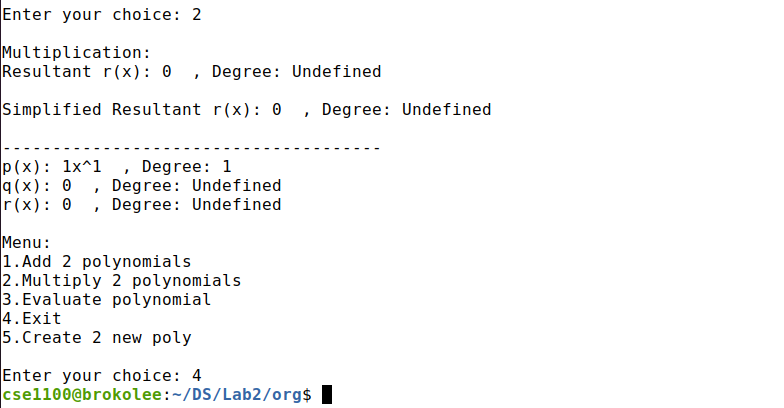 Enter your choice: 2
Multiplication:
Resultant r(x): 0  , Degree: Undefined
Simplified Resultant r(x): 0  , Degree: Undefined
--------------------------------------
p(x): 1x^1  , Degree: 1
q(x): 0  , Degree: Undefined
r(x): 0  , Degree: Undefined
Menu:
1.Add 2 polynomials
2.Multiply 2 polynomials
3.Evaluate polynomial
4.Exit
5.Create 2 new poly
Enter your choice: 4
cse1100@brokolee:~/DS/Lab2/org$